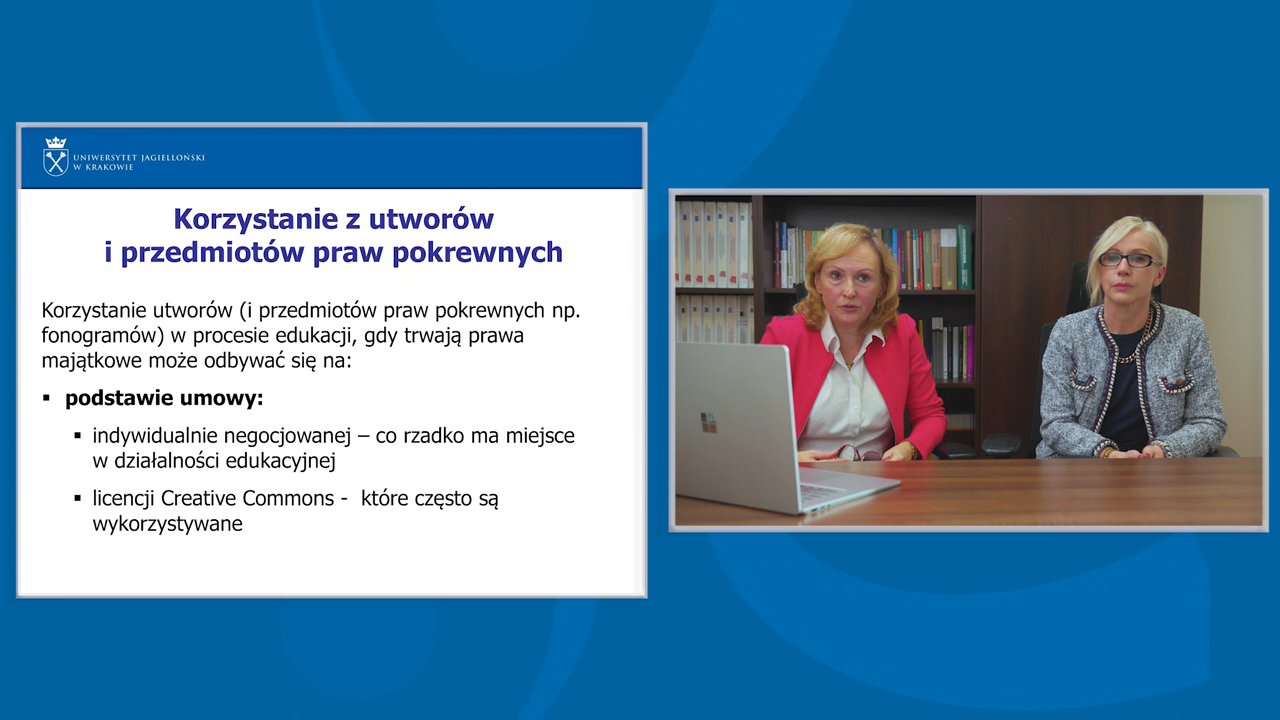 UNIWERSYTET JAGIELLOŃSKI
W KRAKOWIE
Korzystanie z utworów
i przedmiotów praw pokrewnych
Korzystanie utworów (i przedmiotów praw pokrewnych np.
fonogramów) w procesie edukacji, gdy trwają prawa
majątkowe może odbywać się na:
▪ podstawie umowy:
▪ indywidualnie negocjowanej – co rzadko ma miejsce
w działalności edukacyjnej
▪ licencji Creative Commons - które często są
wykorzystywane